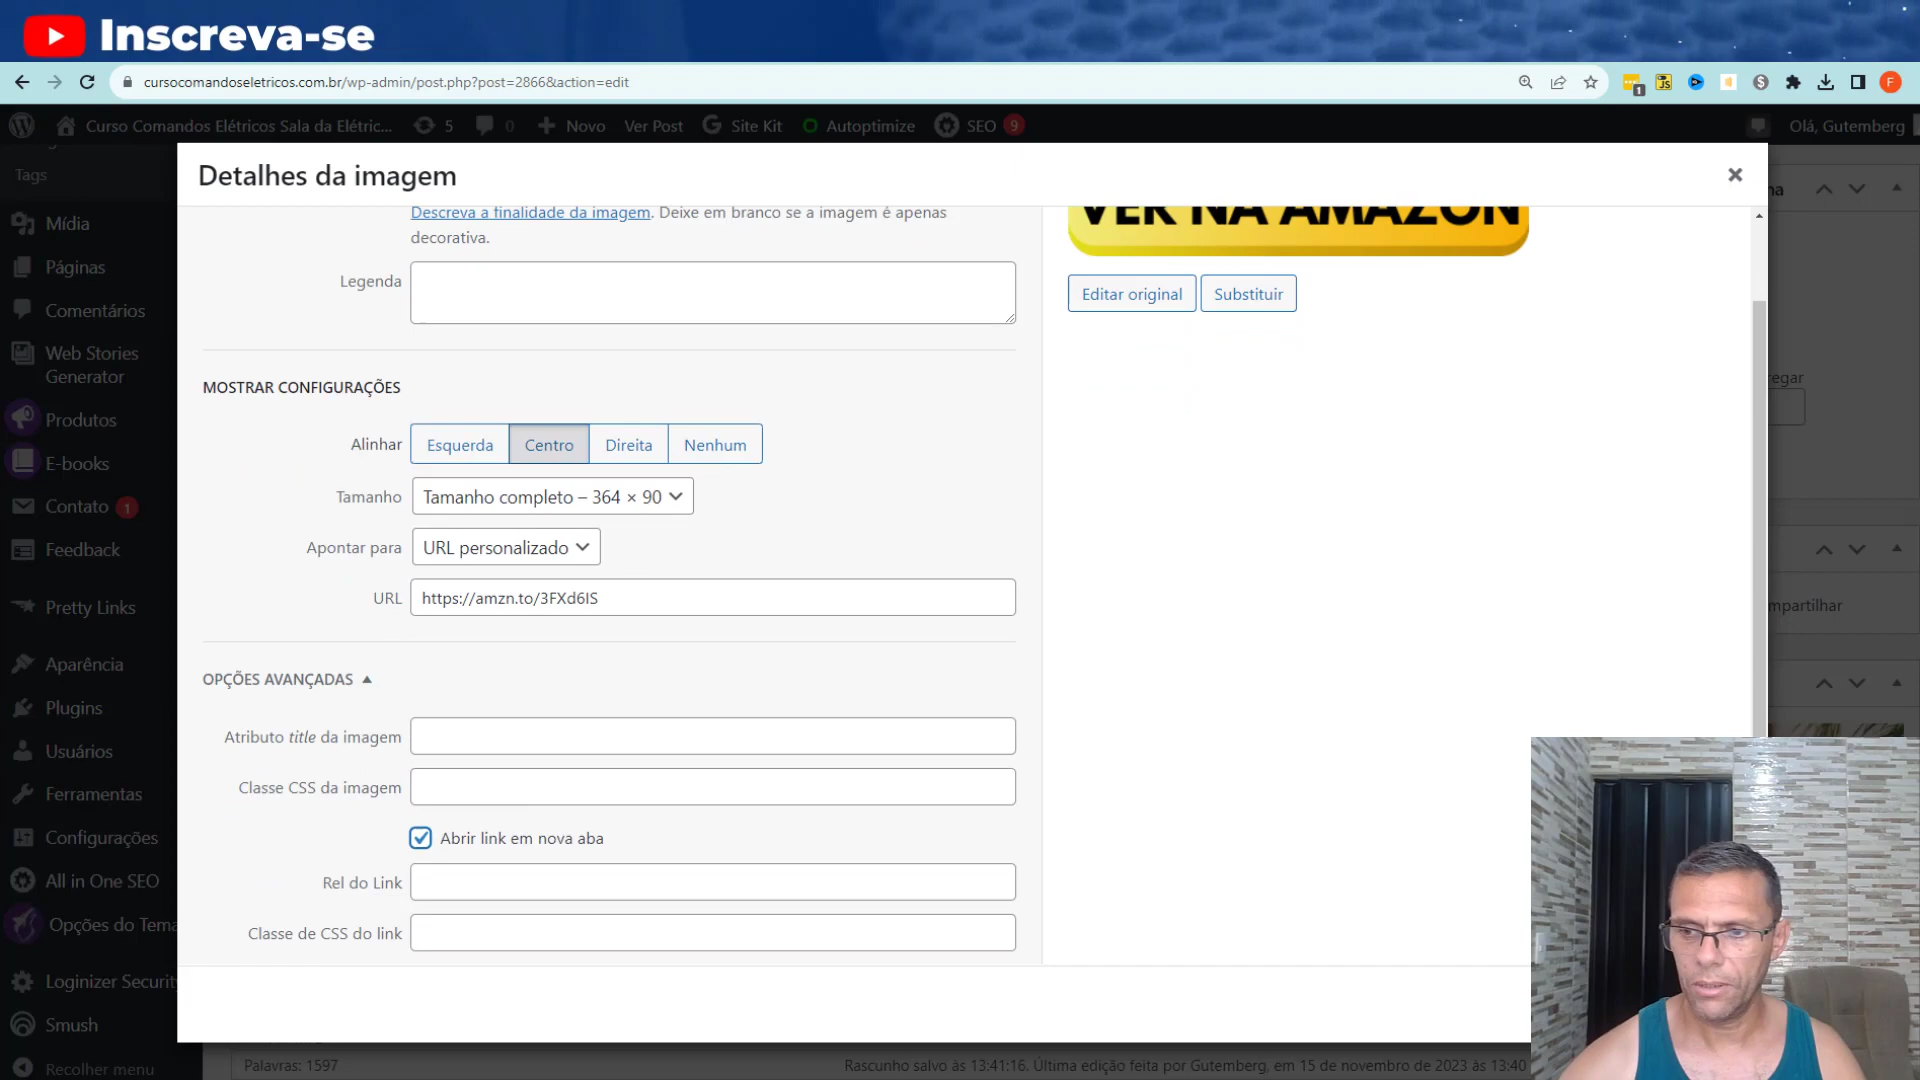 Inscreva-se
cursocomandoseletricos.com.br/wp-admin/post.php?post=2866&action=edit
1
JS
F
Curso Comandos Elétricos Sala da Elétric...
5
0
Novo
Ver Post
Site Kit
Autoptimize
SEO
9
Olá, Gutemberg
Tags
Mídia
Páginas
Comentários
Web Stories
Generator
Produtos
E-books
Contato
1
Feedback
Pretty Links
Aparência
Plugins
Usuários
Ferramentas
Configurações
All in One SEO
Opções do Tema
Loginizer Security
Smush
Recolher menu
Detalhes da imagem
Descreva a finalidade da imagem. Deixe em branco se a imagem é apenas
decorativa.
Legenda
MOSTRAR CONFIGURAÇÕES
Alinhar
Esquerda
Centro
Direita
Nenhum
Tamanho
Tamanho completo – 364 × 90
Apontar para
URL personalizado
URL
https://amzn.to/3FXd6IS
OPÇÕES AVANÇADAS
Atributo title da imagem
Classe CSS da imagem
Abrir link em nova aba
Rel do Link
Classe de CSS do link
VER NA AMAZON
Editar original
Substituir
Palavras: 1597
Rascunho salvo às 13:41:16. Última edição feita por Gutemberg, em 15 de novembro de 2023 às 13:40